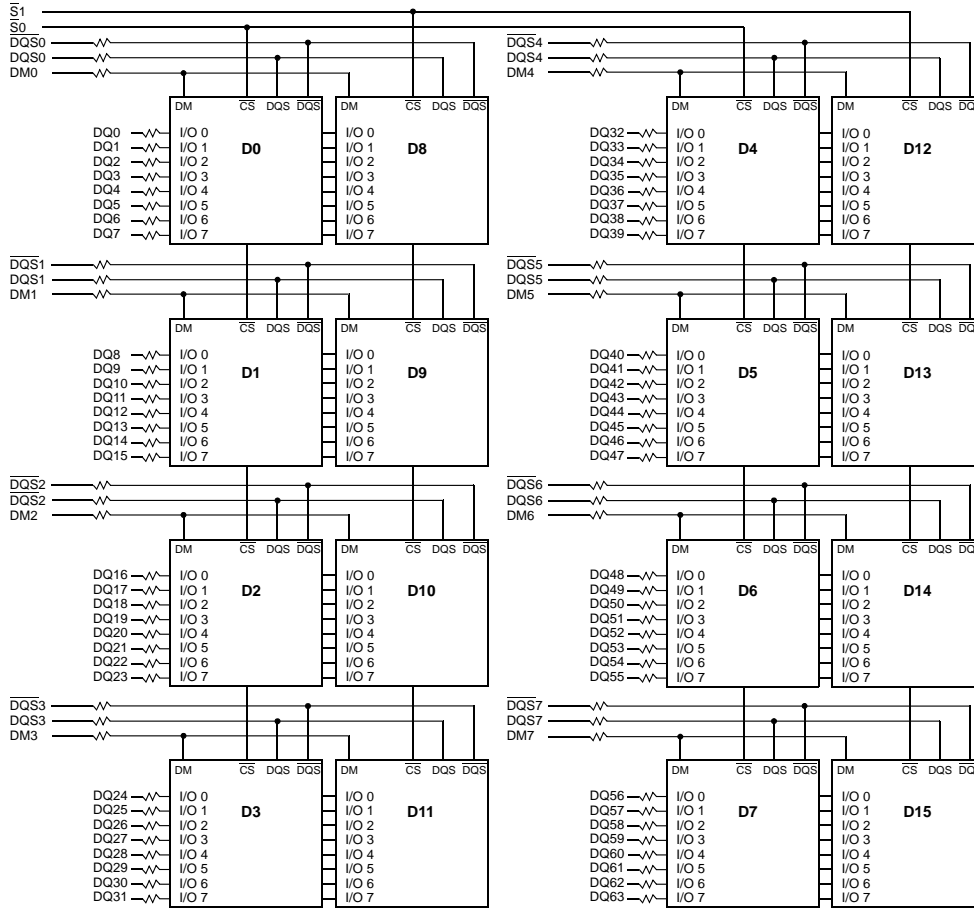 S1
S0
DQS0
DQS0
DM0
DM CS DQS DQS
DM CS DQS DQS
DQ0 I/O 0 I/O 0
DQ1 I/O 1 D0 I/O 1 D8
DQ2 I/O 2 I/O 2
DQ3 I/O 3 I/O 3
DQ4 I/O 4 I/O 4
DQ5 I/O 5 I/O 5
DQ6 I/O 6 I/O 6
DQ7 I/O 7 I/O 7
DQS1
DQS1
DM1
DM CS DQS DQS
DM CS DQS DQS
DQ8 I/O 0 I/O 0
DQ9 I/O 1 D1 I/O 1 D9
DQ10 I/O 2 I/O 2
DQ11 I/O 3 I/O 3
DQ12 I/O 4 I/O 4
DQ13 I/O 5 I/O 5
DQ14 I/O 6 I/O 6
DQ15 I/O 7 I/O 7
DQS2
DQS2
DM2
DM CS DQS DQS
DM CS DQS DQS
DQ16 I/O 0 I/O 0
DQ17 I/O 1 D2 I/O 1 D10
DQ18 I/O 2 I/O 2
DQ19 I/O 3 I/O 3
DQ20 I/O 4 I/O 4
DQ21 I/O 5 I/O 5
DQ22 I/O 6 I/O 6
DQ23 I/O 7 I/O 7
DQS3
DQS3
DM3
DM CS DQS DQS
DM CS DQS DQS
DQ24 I/O 0 I/O 0
DQ25 I/O 1 D3 I/O 1 D11
DQ26 I/O 2 I/O 2
DQ27 I/O 3 I/O 3
DQ28 I/O 4 I/O 4
DQ29 I/O 5 I/O 5
DQ30 I/O 6 I/O 6
DQ31 I/O 7 I/O 7
DQS4
DQS4
DM4
DM CS DQS DQS
DM CS DQS DQ
DQ32 I/O 0 I/O 0
DQ33 I/O 1 D4 I/O 1 D12
DQ34 I/O 2 I/O 2
DQ35 I/O 3 I/O 3
DQ36 I/O 4 I/O 4
DQ37 I/O 5 I/O 5
DQ38 I/O 6 I/O 6
DQ39 I/O 7 I/O 7
DQS5
DQS5
DM5
DM CS DQS DQS
DM CS DQS DQ
DQ40 I/O 0 I/O 0
DQ41 I/O 1 D5 I/O 1 D13
DQ42 I/O 2 I/O 2
DQ43 I/O 3 I/O 3
DQ44 I/O 4 I/O 4
DQ45 I/O 5 I/O 5
DQ46 I/O 6 I/O 6
DQ47 I/O 7 I/O 7
DQS6
DQS6
DM6
DM CS DQS DQS
DM CS DQS DQ
DQ48 I/O 0 I/O 0
DQ49 I/O 1 D6 I/O 1 D14
DQ50 I/O 2 I/O 2
DQ51 I/O 3 I/O 3
DQ52 I/O 4 I/O 4
DQ53 I/O 5 I/O 5
DQ54 I/O 6 I/O 6
DQ55 I/O 7 I/O 7
DQS7
DQS7
DM7
DM CS DQS DQS
DM CS DQS DQ
DQ56 I/O 0 I/O 0
DQ57 I/O 1 D7 I/O 1 D15
DQ58 I/O 2 I/O 2
DQ59 I/O 3 I/O 3
DQ60 I/O 4 I/O 4
DQ61 I/O 5 I/O 5
DQ62 I/O 6 I/O 6
DQ63 I/O 7 I/O 7